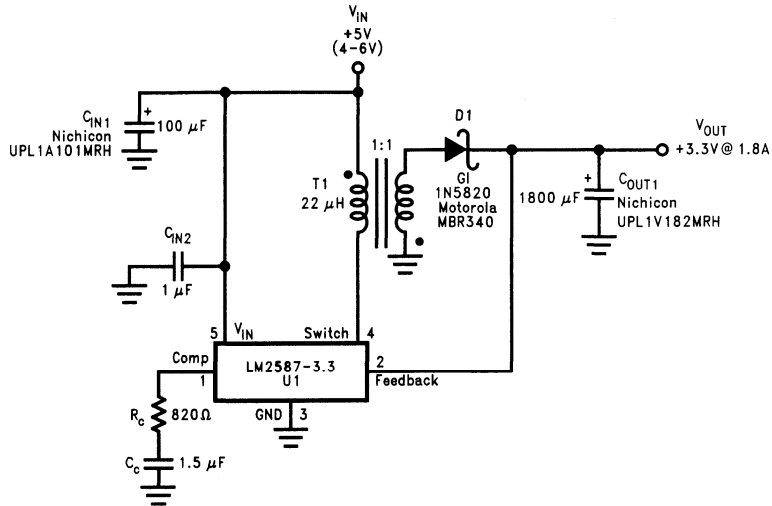 V_IN
+5V
(4-6V)
C_IN1
Nichicon
UPL1A101MRH
+
100 µF
D1
1:1
V_OUT
+3.3V @ 1.8A
T1
22 µH
GI
1N5820
Motorola
MBR340
+
1800 µF
C_OUT1
Nichicon
UPL1V182MRH
C_IN2
1 µF
5
V_IN
Switch
4
Comp
1
LM2587-3.3
U1
2
Feedback
GND
3
R_c
820Ω
C_c
1.5 µF